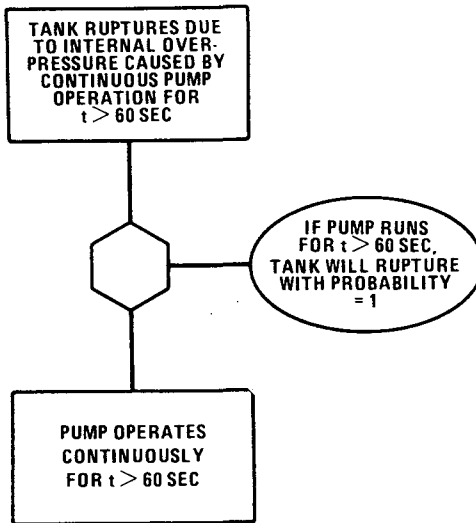 TANK RUPTURES DUE
TO INTERNAL OVER-
PRESSURE CAUSED BY
CONTINUOUS PUMP
OPERATION FOR
t > 60 SEC
IF PUMP RUNS
FOR t > 60 SEC,
TANK WILL RUPTURE
WITH PROBABILITY
= 1
PUMP OPERATES
CONTINUOUSLY
FOR t > 60 SEC